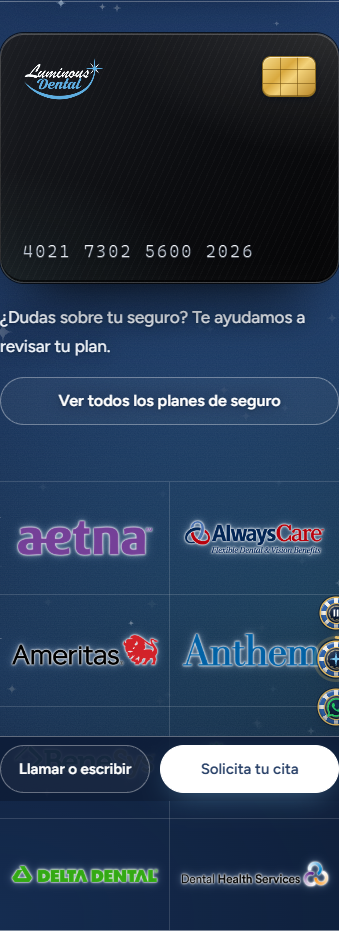 Luminous
Dental
4021 7302 5600 2026
¿Dudas sobre tu seguro? Te ayudamos a
revisar tu plan.
Ver todos los planes de seguro
aetna™
AlwaysCare
Flexible Dental & Vision Benefits
Ameritas
Anthem
Llamar o escribir
Solicita tu cita
DELTA DENTAL
Dental Health Services